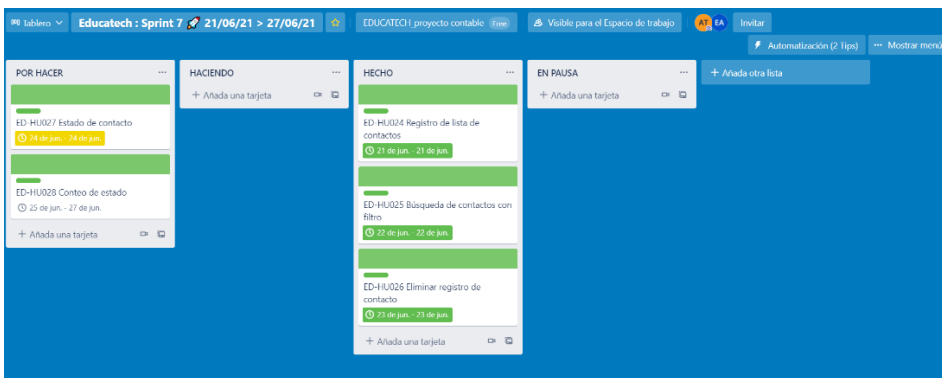 Tablero
Educatech : Sprint 7 🚀 21/06/21 > 27/06/21
EDUCATECH proyecto contable Free
Visible para el Espacio de trabajo
AT EA
Invitar
Automatización (2 Tips)
... Mostrar menú
POR HACER ...
ED-HU027 Estado de contacto
24 de jun. - 24 de jun.
ED-HU028 Conteo de estado
25 de jun. - 27 de jun.
+ Añada una tarjeta
HACIENDO ...
+ Añada una tarjeta
HECHO ...
ED-HU024 Registro de lista de
contactos
21 de jun. - 21 de jun.
ED-HU025 Búsqueda de contactos con
filtro
22 de jun. - 22 de jun.
ED-HU026 Eliminar registro de
contacto
23 de jun. - 23 de jun.
+ Añada una tarjeta
EN PAUSA ...
+ Añada una tarjeta
+ Añada otra lista